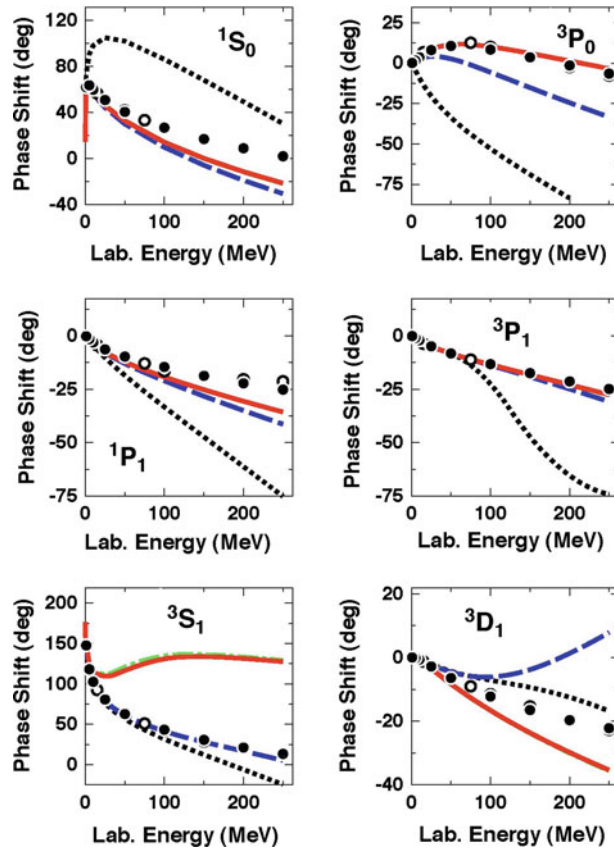 120
80
40
0
-40
Phase Shift (deg)
¹S₀
0 100 200
Lab. Energy (MeV)
25
0
-25
-50
-75
Phase Shift (deg)
³P₀
0 100 200
Lab. Energy (MeV)
0
-25
-50
-75
Phase Shift (deg)
¹P₁
0 100 200
Lab. Energy (MeV)
0
-25
-50
-75
Phase Shift (deg)
³P₁
0 100 200
Lab. Energy (MeV)
200
150
100
50
0
Phase Shift (deg)
³S₁
0 100 200
Lab. Energy (MeV)
20
0
-20
-40
Phase Shift (deg)
³D₁
0 100 200
Lab. Energy (MeV)